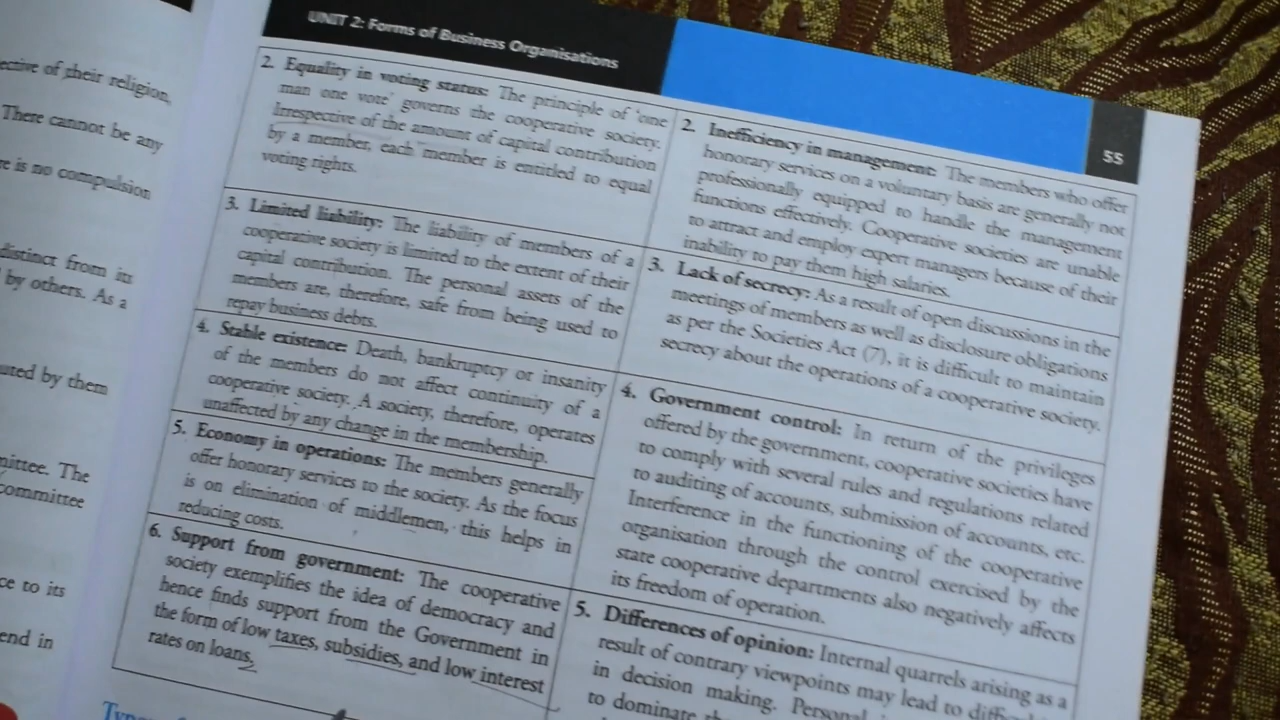 ective of their religion,
There cannot be any
re is no compulsion
distinct from its
by others. As a
uted by them
mittee. The
committee
ce to its
end in
UNIT 2: Forms of Business Organisations
55
2. Equality in voting status: The principle of 'one
man one vote' governs the cooperative society.
Irrespective of the amount of capital contribution
by a member, each member is entitled to equal
voting rights.
3. Limited liability: The liability of members of a
cooperative society is limited to the extent of their
capital contribution. The personal assets of the
members are, therefore, safe from being used to
repay business debts.
4. Stable existence: Death, bankruptcy or insanity
of the members do not affect continuity of a
cooperative society. A society, therefore, operates
unaffected by any change in the membership.
5. Economy in operations: The members generally
offer honorary services to the society. As the focus
is on elimination of middlemen, this helps in
reducing costs.
6. Support from government: The cooperative
society exemplifies the idea of democracy and
hence finds support from the Government in
the form of low taxes, subsidies, and low interest
rates on loans.
2. Inefficiency in management: The members who offer
honorary services on a voluntary basis are generally not
professionally equipped to handle the management
functions effectively. Cooperative societies are unable
to attract and employ expert managers because of their
inability to pay them high salaries.
3. Lack of secrecy: As a result of open discussions in the
meetings of members as well as disclosure obligations
as per the Societies Act (7), it is difficult to maintain
secrecy about the operations of a cooperative society.
4. Government control: In return of the privileges
offered by the government, cooperative societies have
to comply with several rules and regulations related
to auditing of accounts, submission of accounts, etc.
Interference in the functioning of the cooperative
organisation through the control exercised by the
state cooperative departments also negatively affects
its freedom of operation.
5. Differences of opinion: Internal quarrels arising as a
result of contrary viewpoints may lead to
in decision making. Personal
to dominate